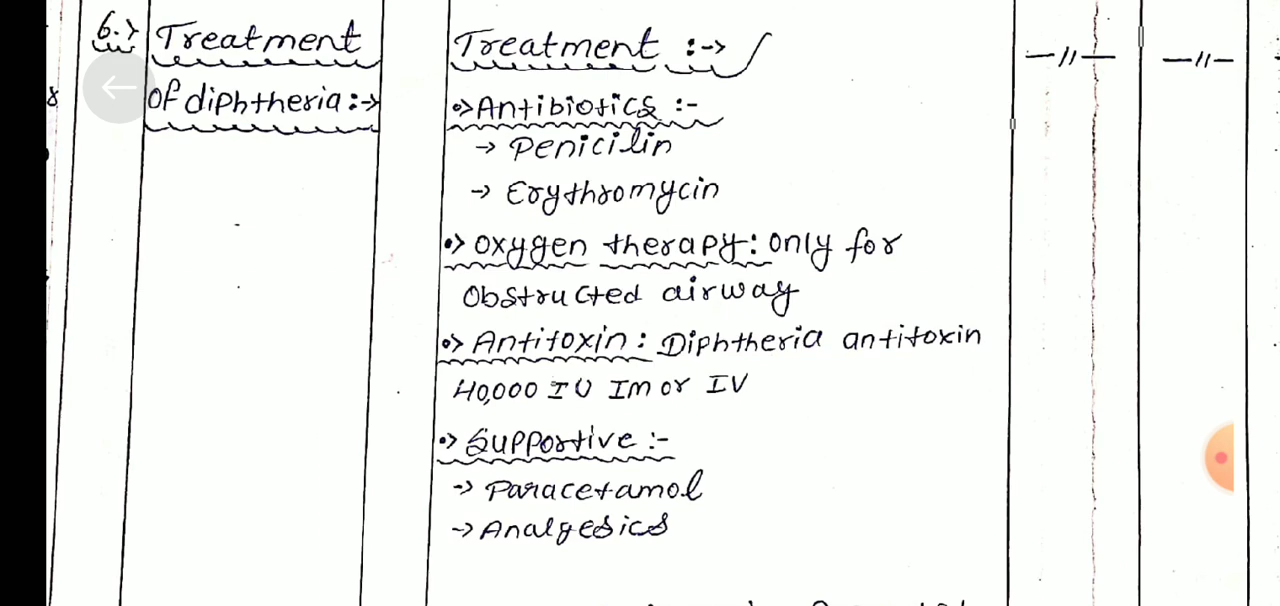 6.> Treatment
of diphtheria :->
Treatment :->
•> Antibiotics :-
-> Penicilin
-> Erythromycin
•> Oxygen therapy : only for
obstructed airway
•> Antitoxin : Diphtheria antitoxin
40,000 IU Im or IV
•> Supportive :-
-> Paracetamol
-> Analgesics
—//— —//—